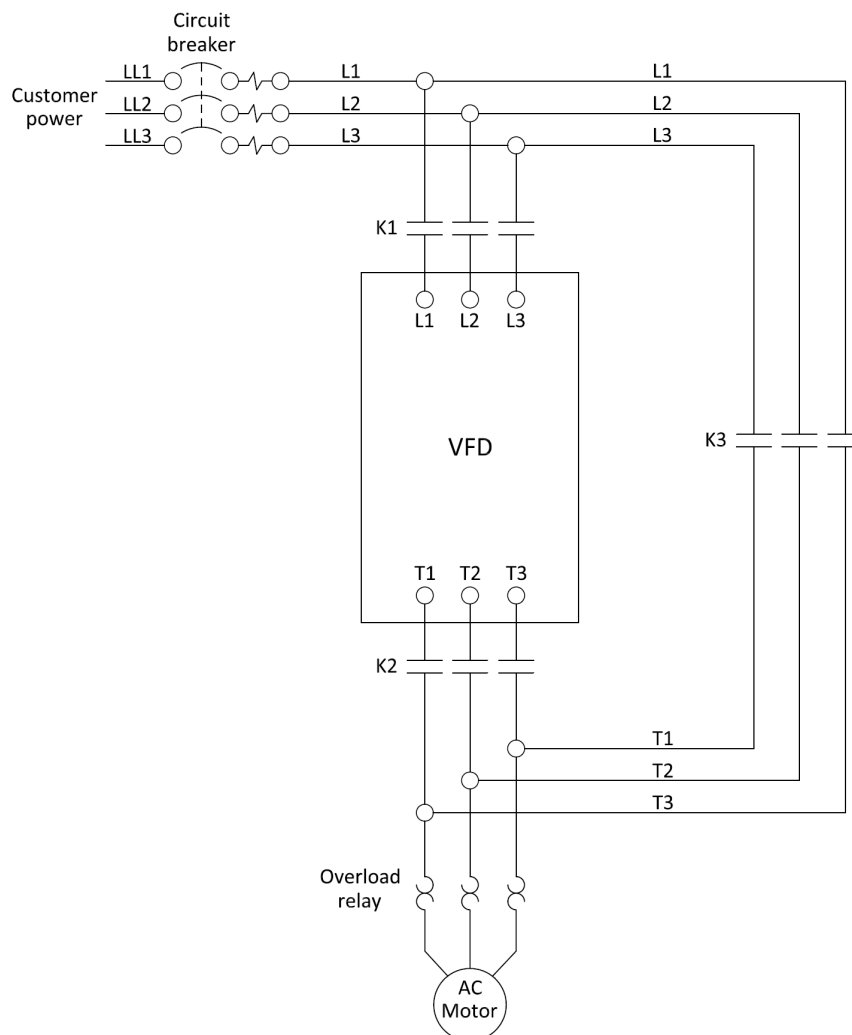 Circuit
breaker
LL1 L1 L1
Customer
power
LL2 L2 L2
LL3 L3 L3
K1
L1 L2 L3
VFD
K3
T1 T2 T3
K2
T1
T2
T3
Overload
relay
AC
Motor